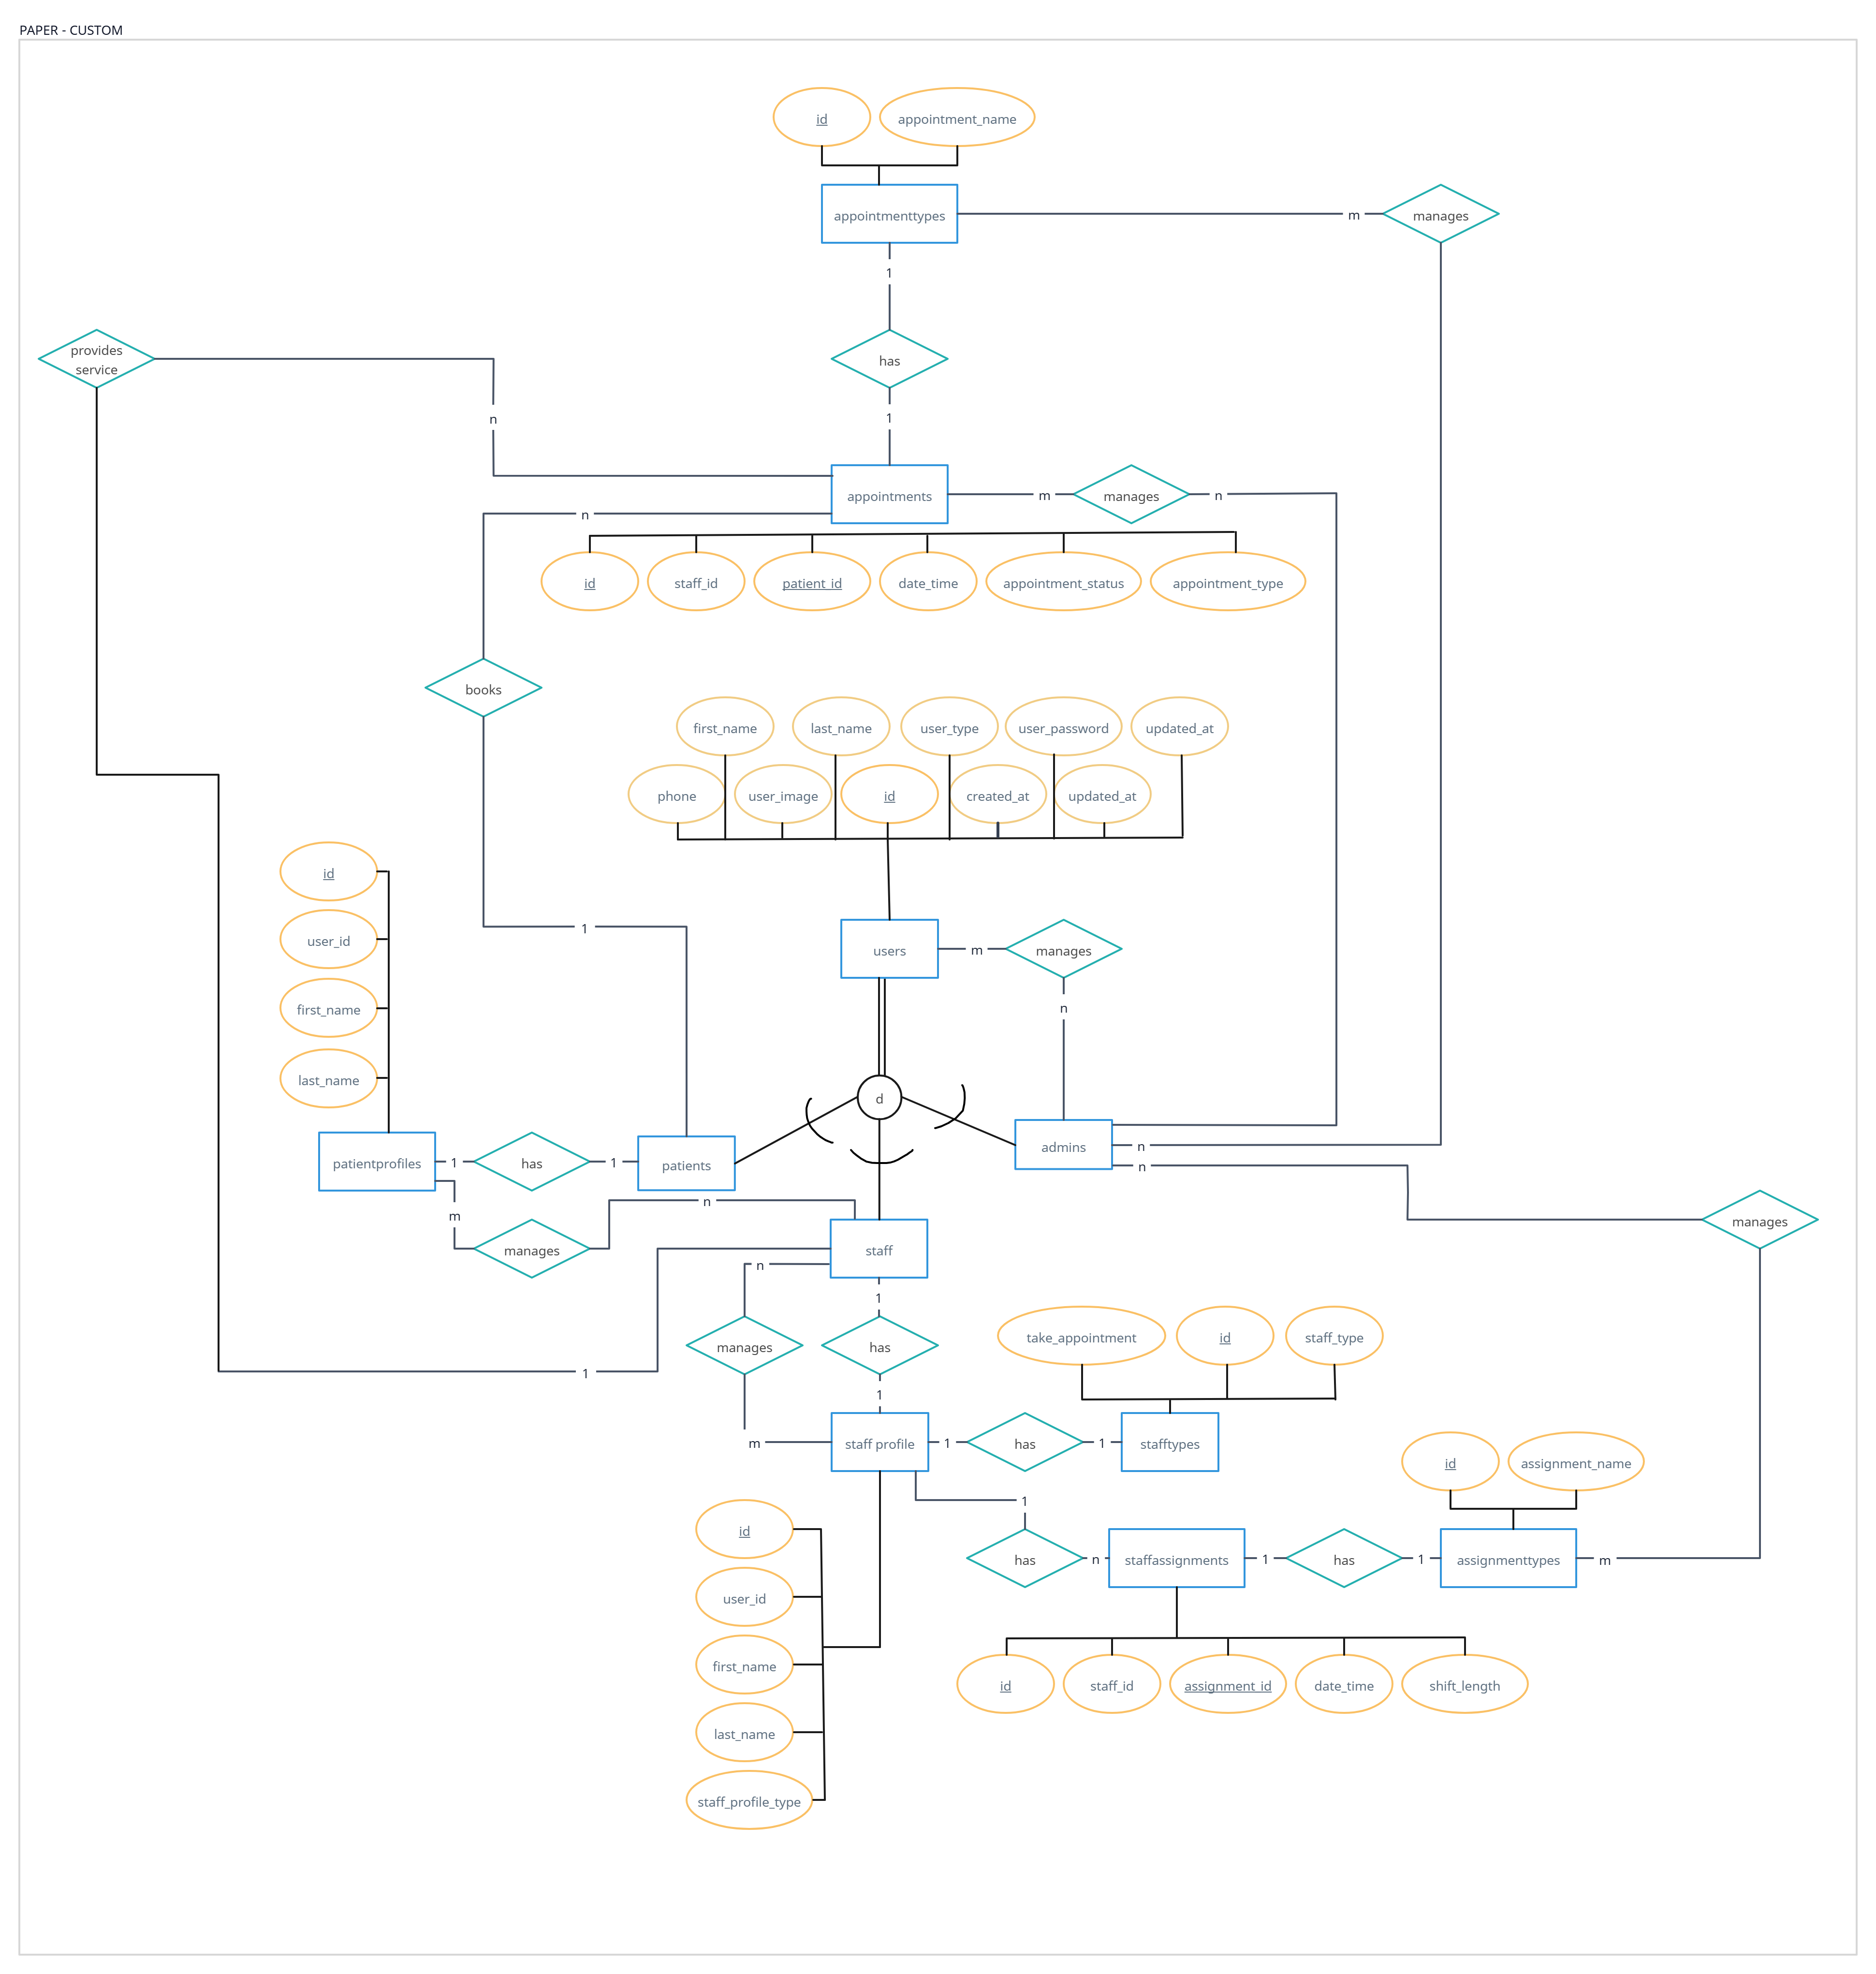 PAPER - CUSTOM
id
appointment_name
appointmenttypes
m
manages
1
provides
service
has
n
1
appointments
m
manages
n
n
id
staff_id
patient_id
date_time
appointment_status
appointment_type
books
first_name
last_name
user_type
user_password
updated_at
phone
user_image
id
created_at
updated_at
id
user_id
first_name
last_name
1
users
m
manages
n
d
patientprofiles
1
has
1
patients
admins
n
n
m
manages
n
staff
manages
n
1
1
manages
has
take_appointment
id
staff_type
1
m
staff profile
1
has
1
stafftypes
id
assignment_name
1
has
n
staffassignments
1
has
1
assignmenttypes
m
id
user_id
first_name
last_name
staff_profile_type
id
staff_id
assignment_id
date_time
shift_length